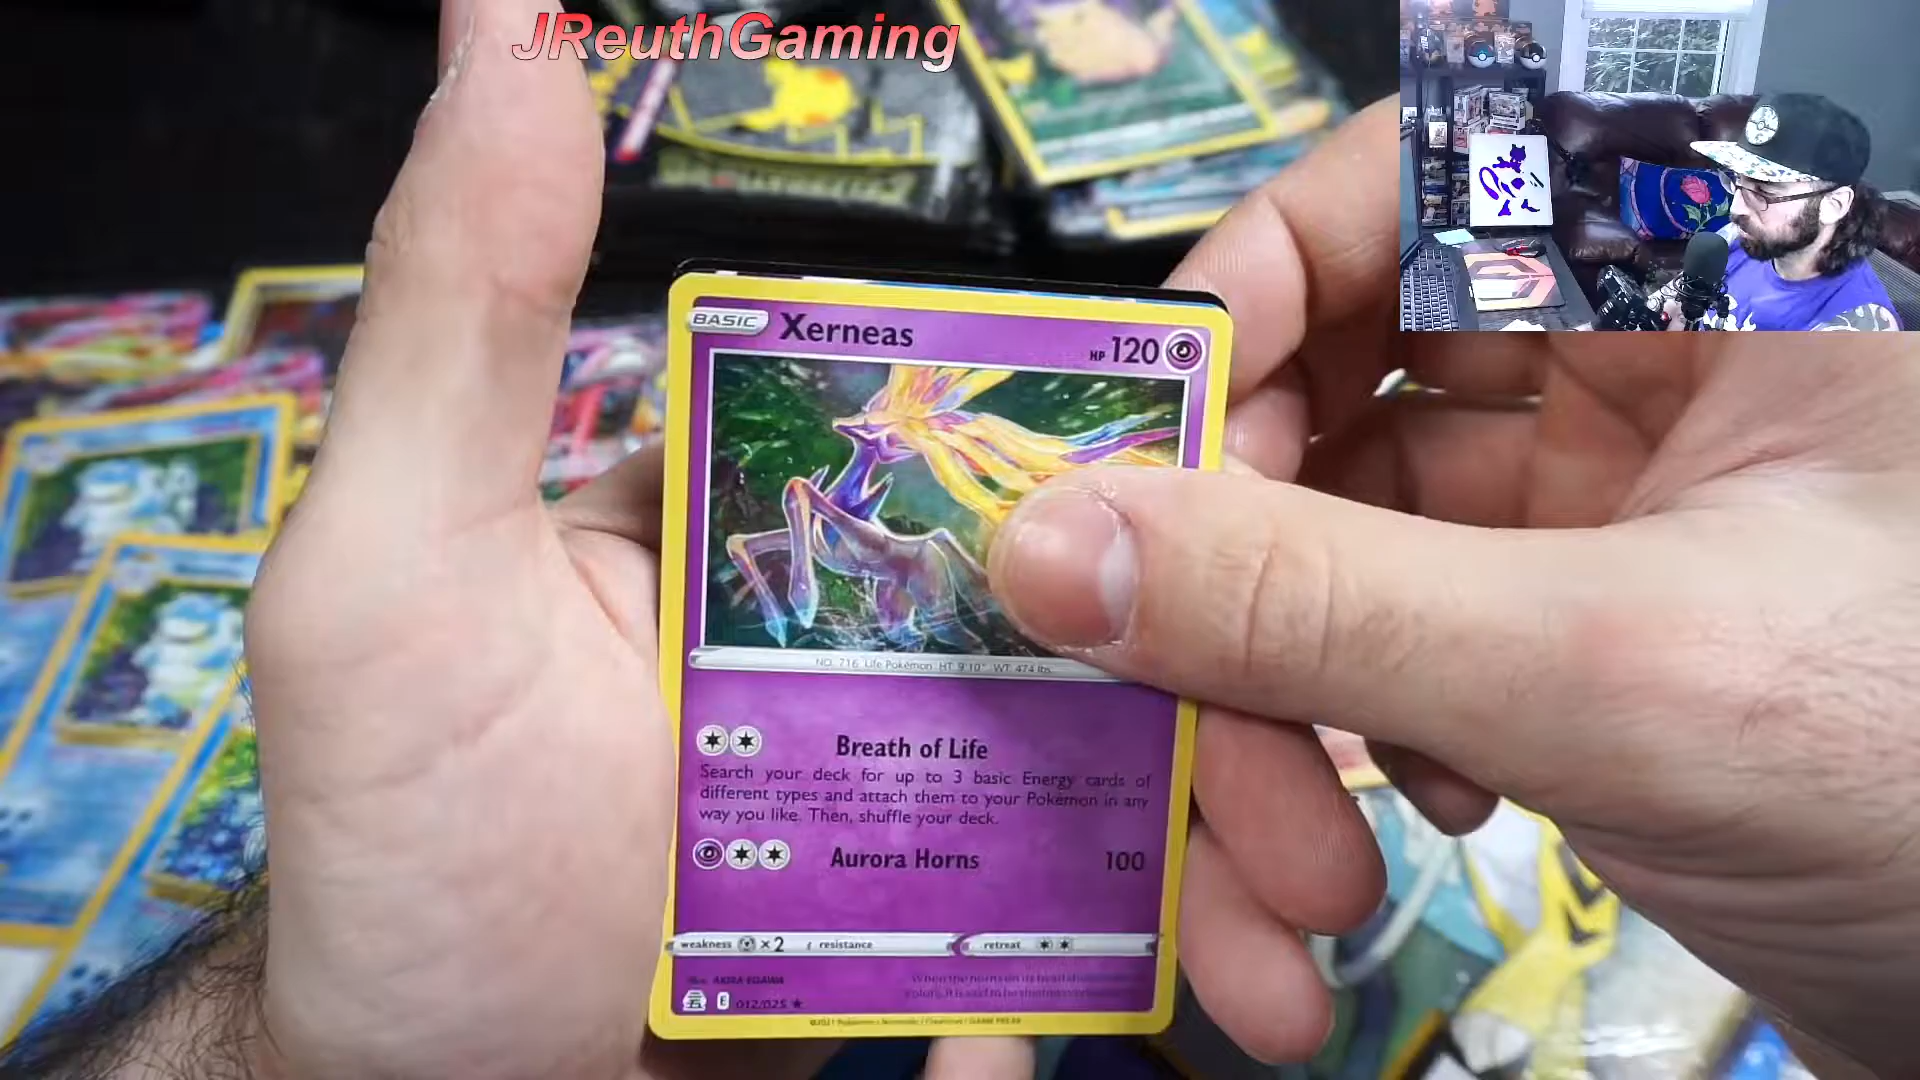 JReuthGaming
BASIC Xerneas HP 120
NO. 716 Life Pokémon HT 9'10" WT 474 lbs.
Breath of Life
Search your deck for up to 3 basic Energy cards of
different types and attach them to your Pokémon in any
way you like. Then, shuffle your deck.
Aurora Horns 100
weakness ×2 resistance retreat
Illus. AKIRA EGAWA
E 012/025 ★